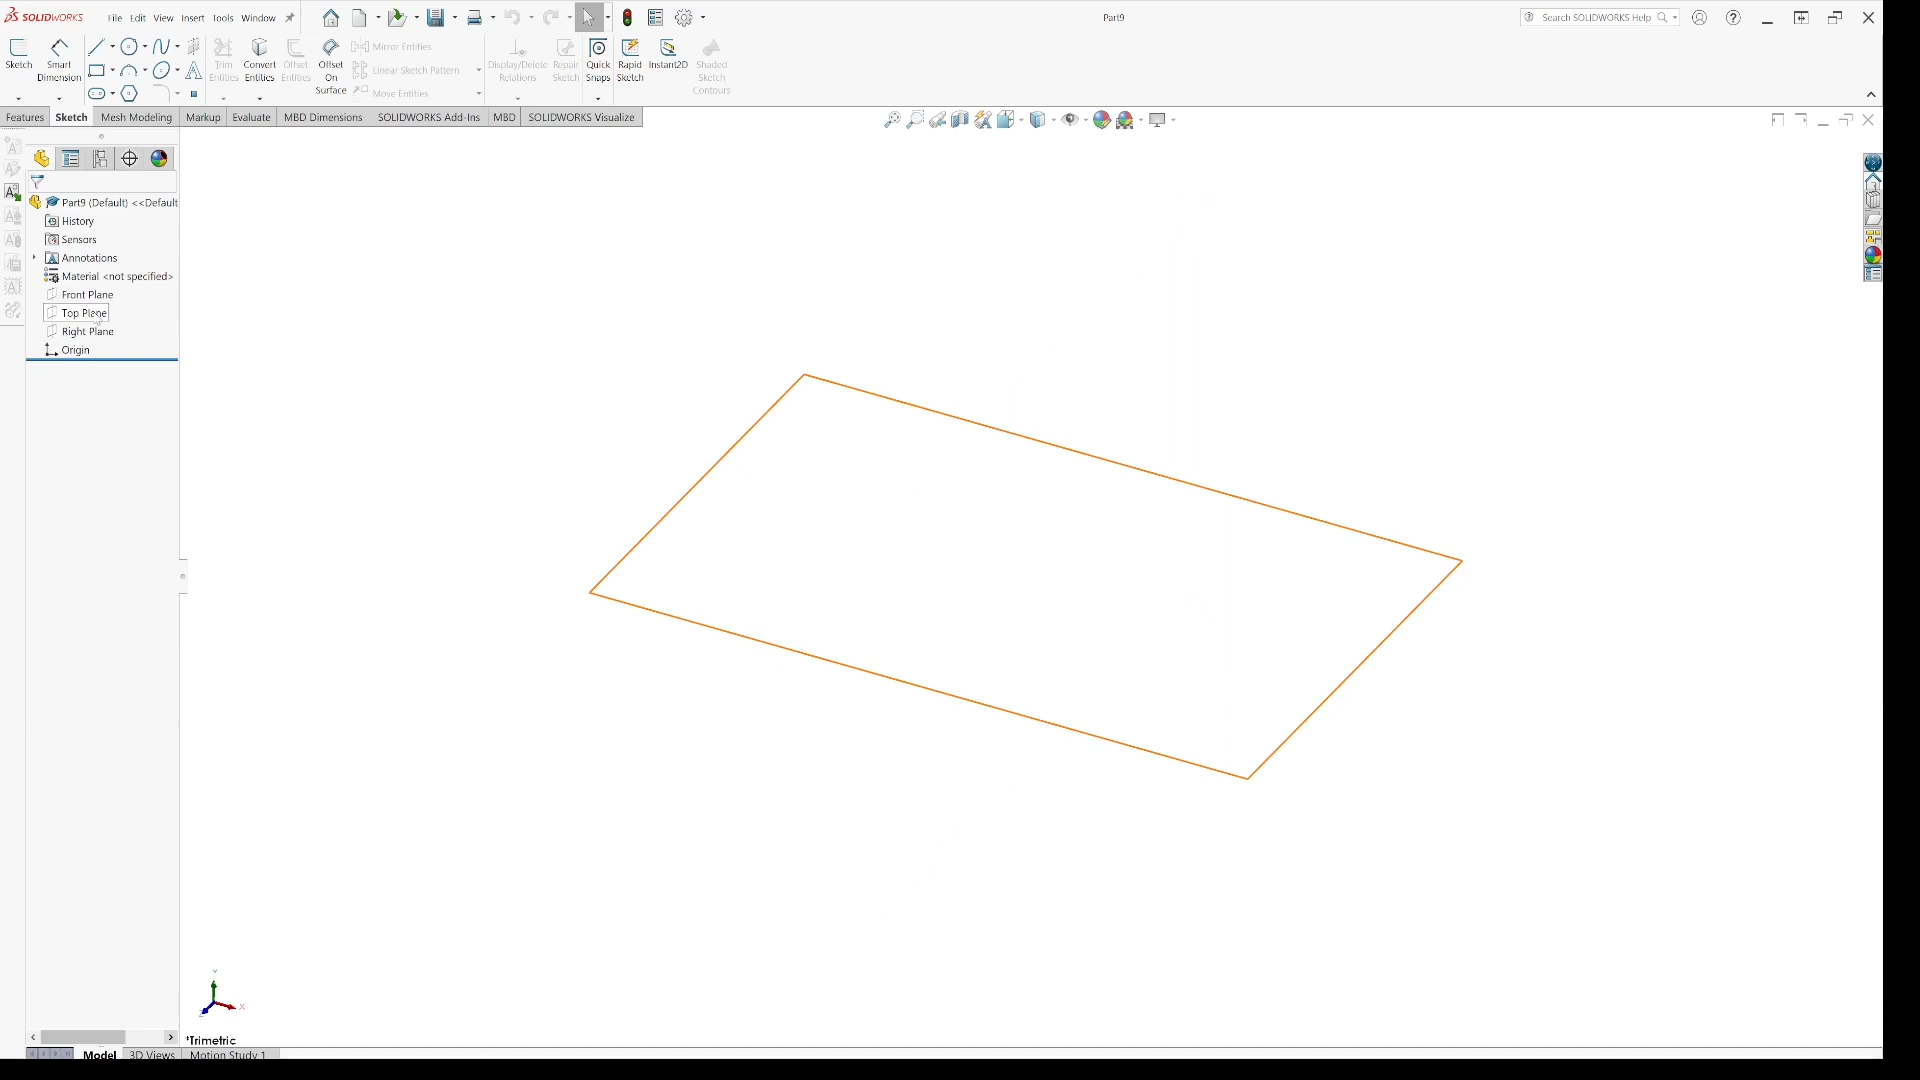 SOLIDWORKS File Edit View Insert Tools Window Part9 Search SOLIDWORKS Help
Sketch Smart Dimension Trim Entities Convert Entities Offset Entities Offset On Surface Mirror Entities Linear Sketch Pattern Move Entities Display/Delete Relations Repair Sketch Quick Snaps Rapid Sketch Instant2D Shaded Sketch Contours
Features Sketch Mesh Modeling Markup Evaluate MBD Dimensions SOLIDWORKS Add-Ins MBD SOLIDWORKS Visualize
Part9 (Default) <<Default
History
Sensors
Annotations
Material <not specified>
Front Plane
Top Plane
Right Plane
Origin
Y
X
Z
*Trimetric
Model 3D Views Motion Study 1